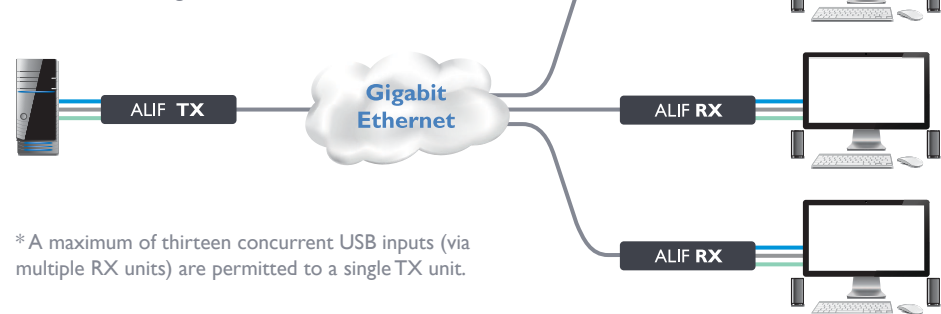 ALIF TX
Gigabit
Ethernet
ALIF RX
ALIF RX
* A maximum of thirteen concurrent USB inputs (via
multiple RX units) are permitted to a single TX unit.